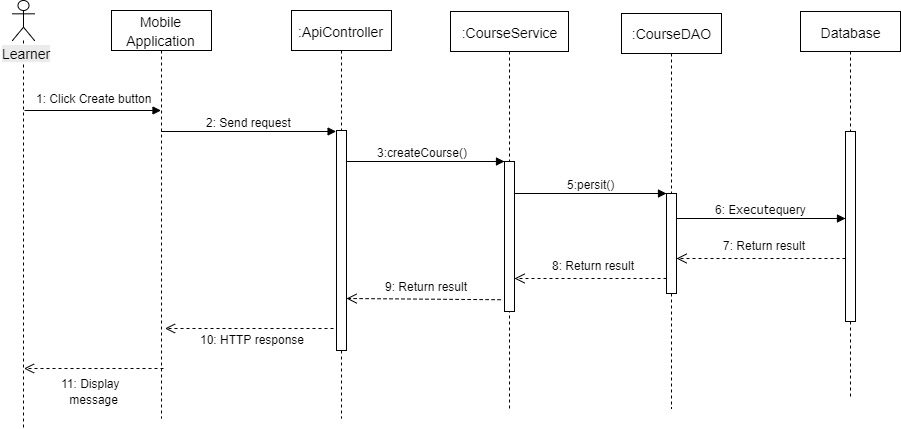 Mobile
Application
:ApiController
:CourseService
:CourseDAO
Database
Learner
1: Click Create button
2: Send request
3:createCourse()
5:persit()
6: Executequery
7: Return result
8: Return result
9: Return result
10: HTTP response
11: Display
message